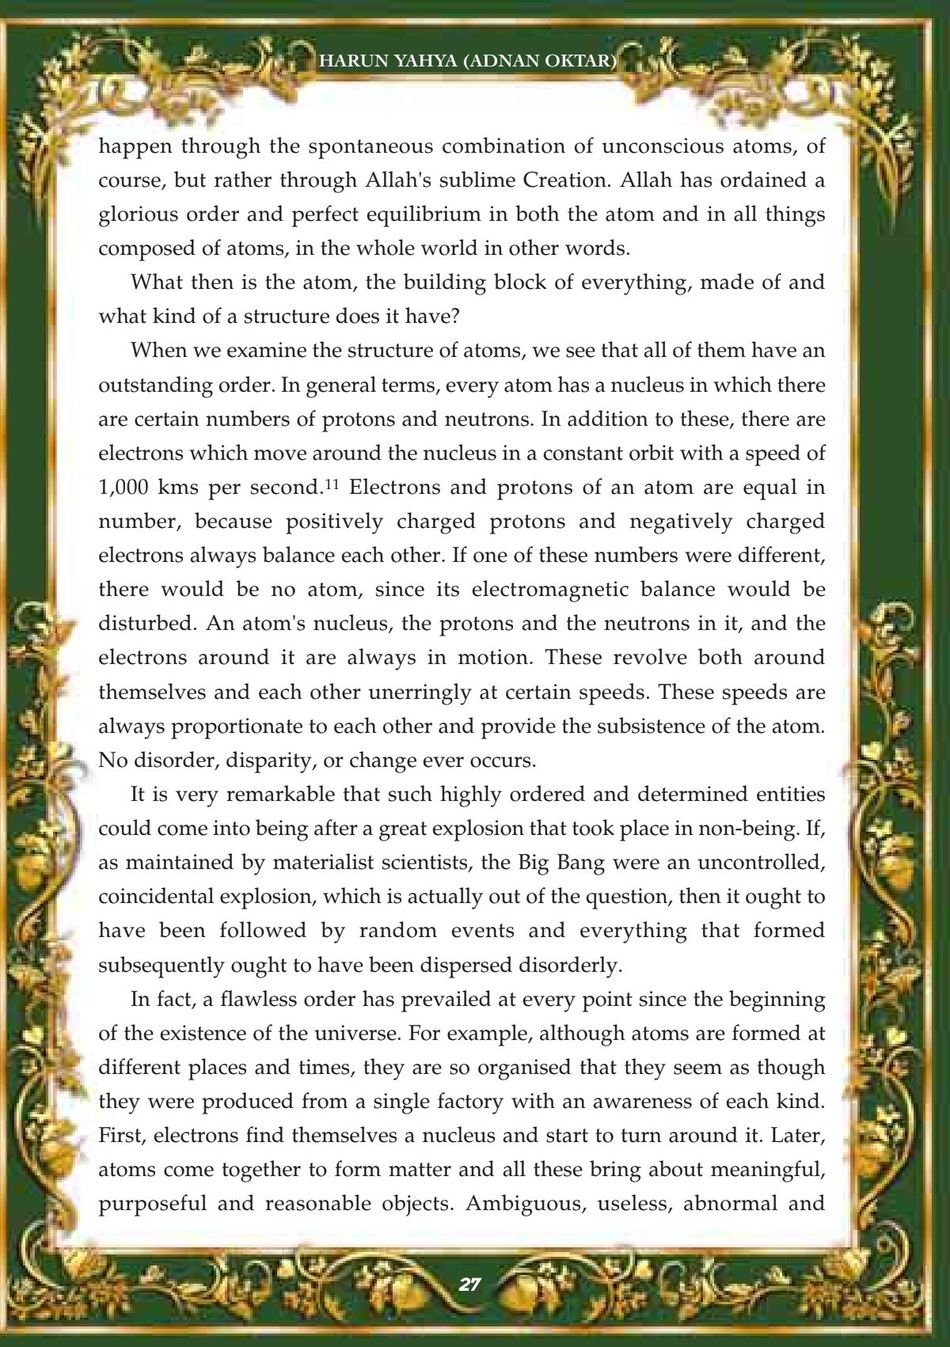 HARUN YAHYA (ADNAN OKTAR)
happen through the spontaneous combination of unconscious atoms, of
course, but rather through Allah's sublime Creation. Allah has ordained a
glorious order and perfect equilibrium in both the atom and in all things
composed of atoms, in the whole world in other words.
What then is the atom, the building block of everything, made of and
what kind of a structure does it have?
When we examine the structure of atoms, we see that all of them have an
outstanding order. In general terms, every atom has a nucleus in which there
are certain numbers of protons and neutrons. In addition to these, there are
electrons which move around the nucleus in a constant orbit with a speed of
1,000 kms per second.¹¹ Electrons and protons of an atom are equal in
number, because positively charged protons and negatively charged
electrons always balance each other. If one of these numbers were different,
there would be no atom, since its electromagnetic balance would be
disturbed. An atom's nucleus, the protons and the neutrons in it, and the
electrons around it are always in motion. These revolve both around
themselves and each other unerringly at certain speeds. These speeds are
always proportionate to each other and provide the subsistence of the atom.
No disorder, disparity, or change ever occurs.
It is very remarkable that such highly ordered and determined entities
could come into being after a great explosion that took place in non-being. If,
as maintained by materialist scientists, the Big Bang were an uncontrolled,
coincidental explosion, which is actually out of the question, then it ought to
have been followed by random events and everything that formed
subsequently ought to have been dispersed disorderly.
In fact, a flawless order has prevailed at every point since the beginning
of the existence of the universe. For example, although atoms are formed at
different places and times, they are so organised that they seem as though
they were produced from a single factory with an awareness of each kind.
First, electrons find themselves a nucleus and start to turn around it. Later,
atoms come together to form matter and all these bring about meaningful,
purposeful and reasonable objects. Ambiguous, useless, abnormal and
27